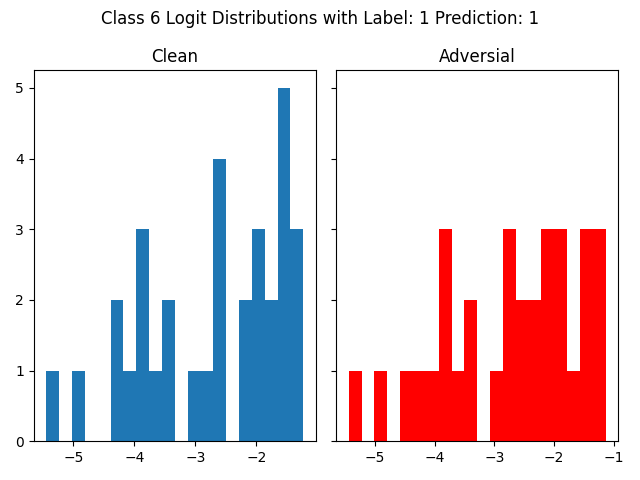 Class 6 Logit Distributions with Label: 1 Prediction: 1
Clean
Adversial
5
4
3
2
1
0
−5 −4 −3 −2
−5 −4 −3 −2 −1